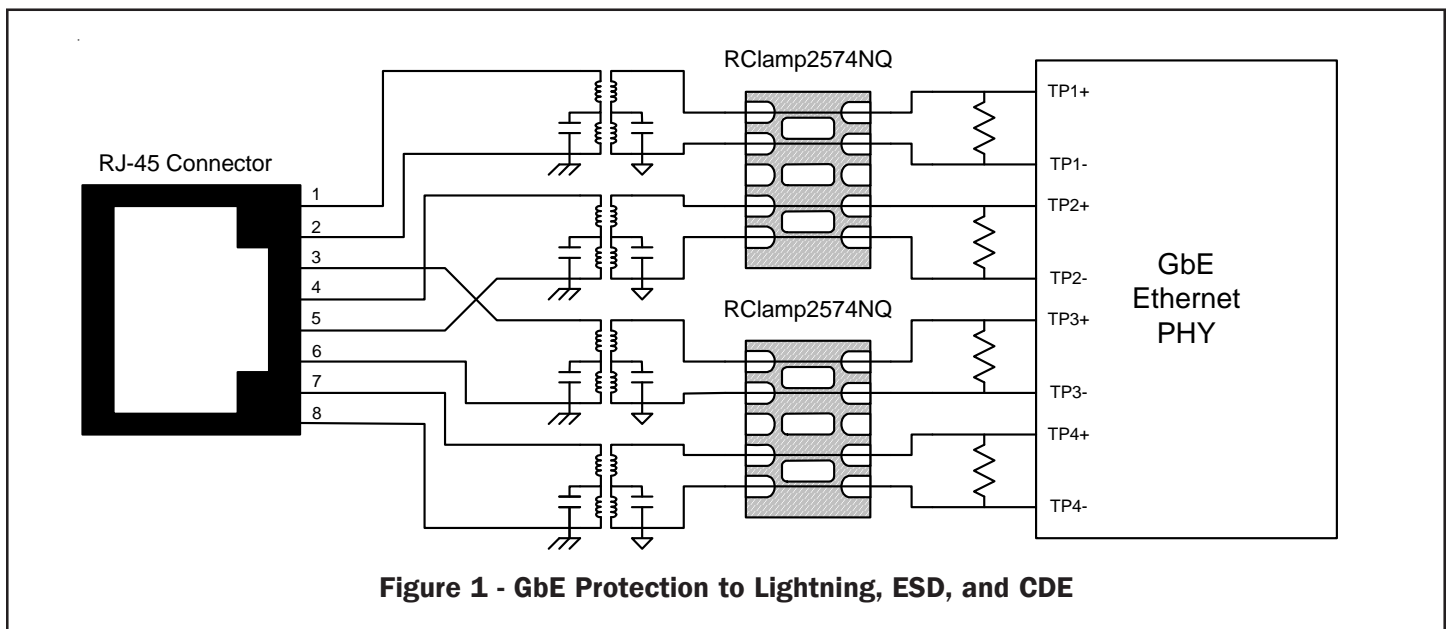 RClamp2574NQ
RJ-45 Connector
1
2
3
4
5
6
7
8
RClamp2574NQ
TP1+
TP1-
TP2+
TP2-
TP3+
TP3-
TP4+
TP4-
GbE
Ethernet
PHY
Figure 1 - GbE Protection to Lightning, ESD, and CDE